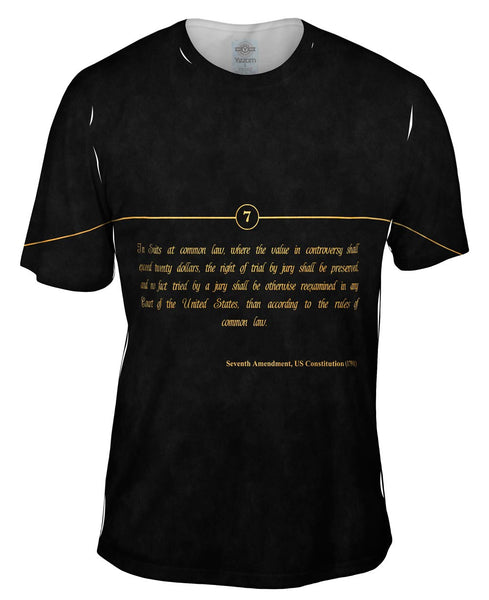 Yizzam
7
In Suits at common law, where the value in controversy shall
exceed twenty dollars, the right of trial by jury shall be preserved,
and no fact tried by a jury shall be otherwise reexamined in any
Court of the United States, than according to the rules of
common law.
Seventh Amendment, US Constitution (1791)